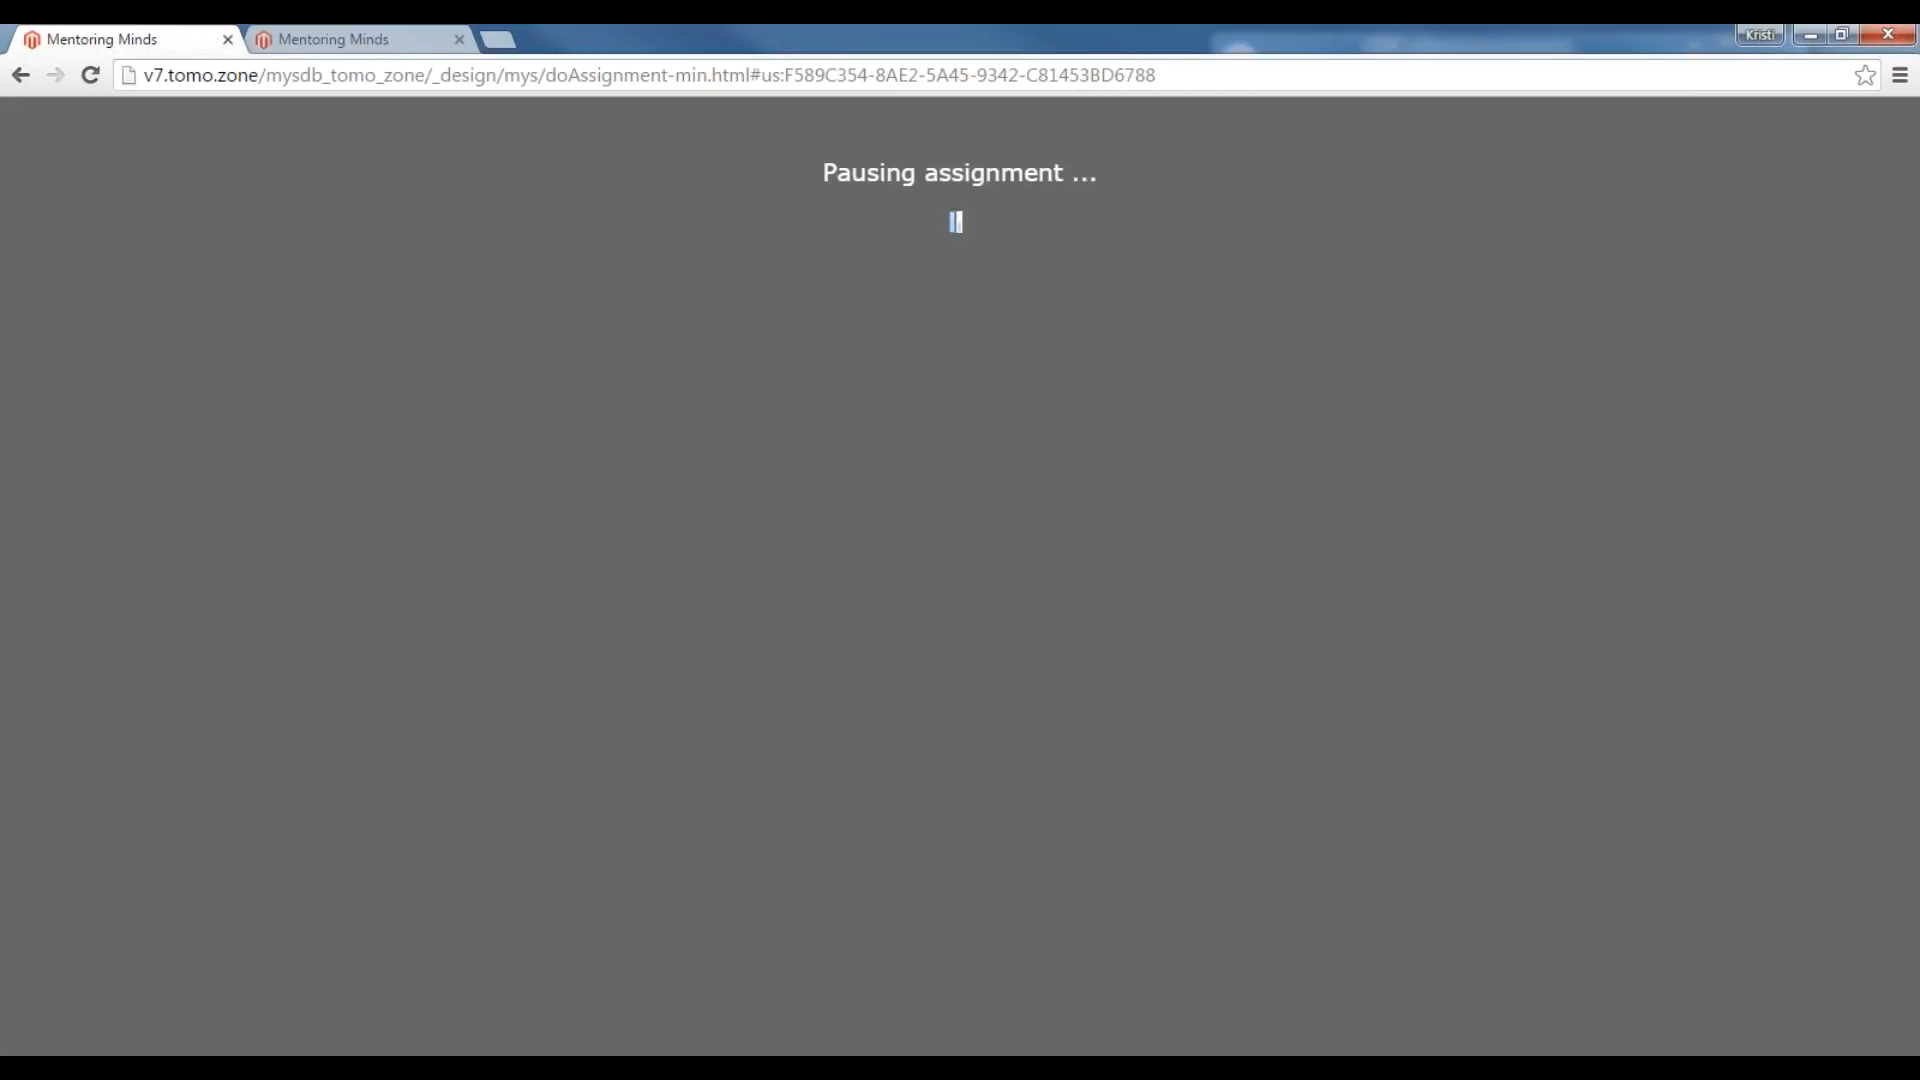 Mentoring Minds
Mentoring Minds
Kristi
v7.tomo.zone/mysdb_tomo_zone/_design/mys/doAssignment-min.html#us:F589C354-8AE2-5A45-9342-C81453BD6788
Pausing assignment ...